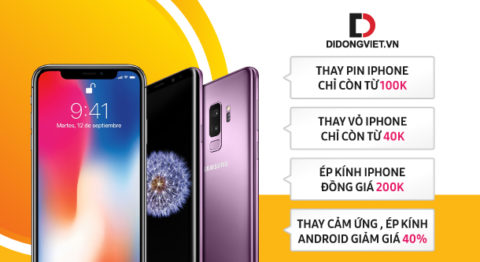 DIDONGVIET.VN
THAY PIN IPHONE
CHỈ CÒN TỪ 100K
THAY VỎ IPHONE
CHỈ CÒN TỪ 40K
ÉP KÍNH IPHONE
ĐỒNG GIÁ 200K
THAY CẢM ỨNG , ÉP KÍNH
ANDROID GIẢM GIÁ 40%
9:41
Martes, 12 de septiembre
SAMSUNG